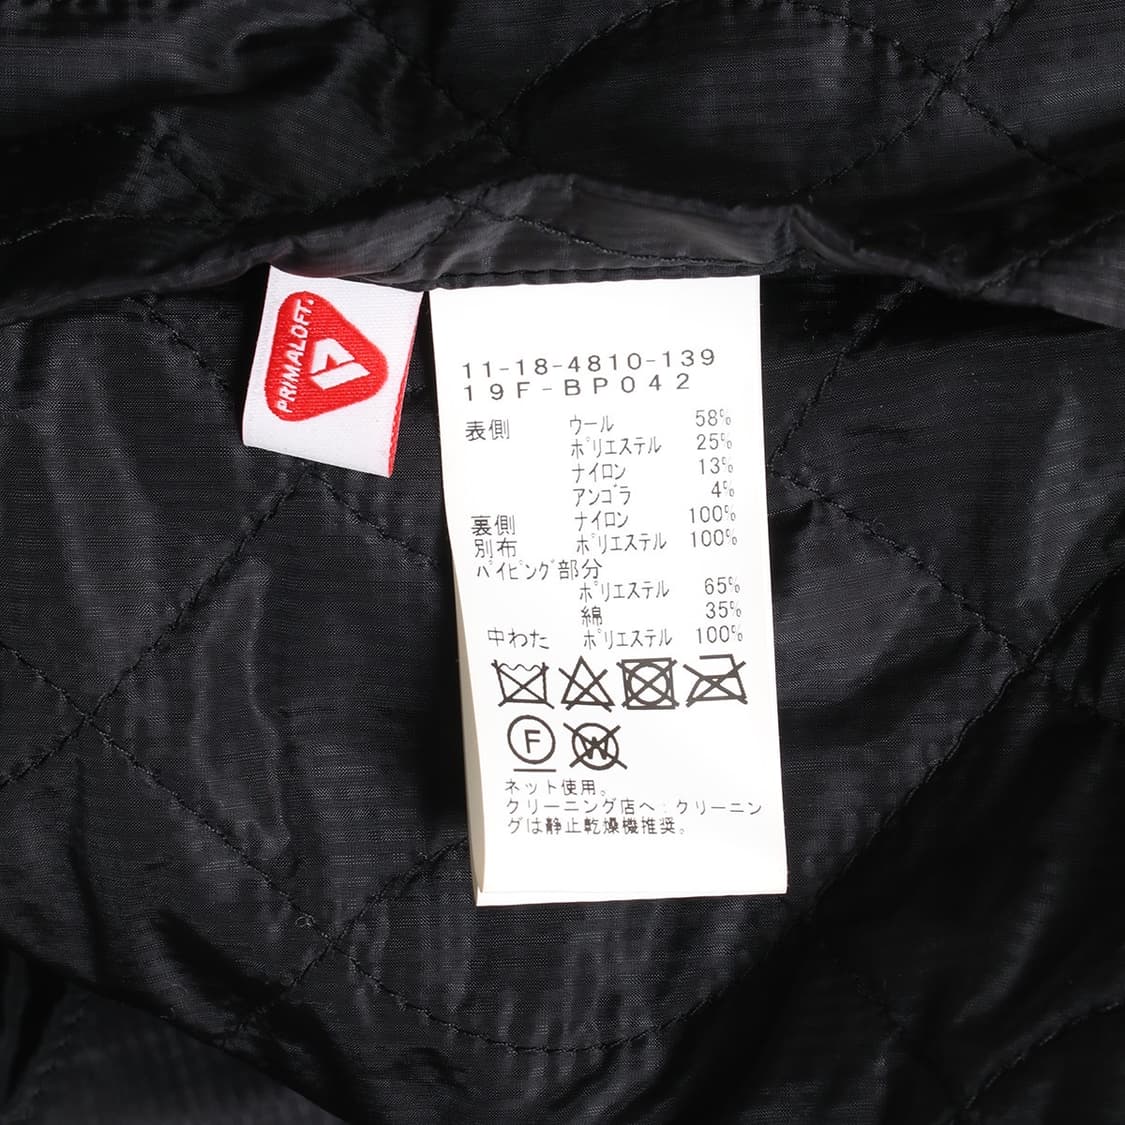 PRIMALOFT.
11-18-4810-139
19F-BP042
表側 ウール 58%
ポリエステル 25%
ナイロン 13%
アンゴラ 4%
裏側 ナイロン 100%
別布 ポリエステル 100%
パイピング部分
ポリエステル 65%
綿 35%
中わた ポリエステル 100%
F W
ネット使用。
クリーニング店へ:クリーニン
グは静止乾燥機推奨。